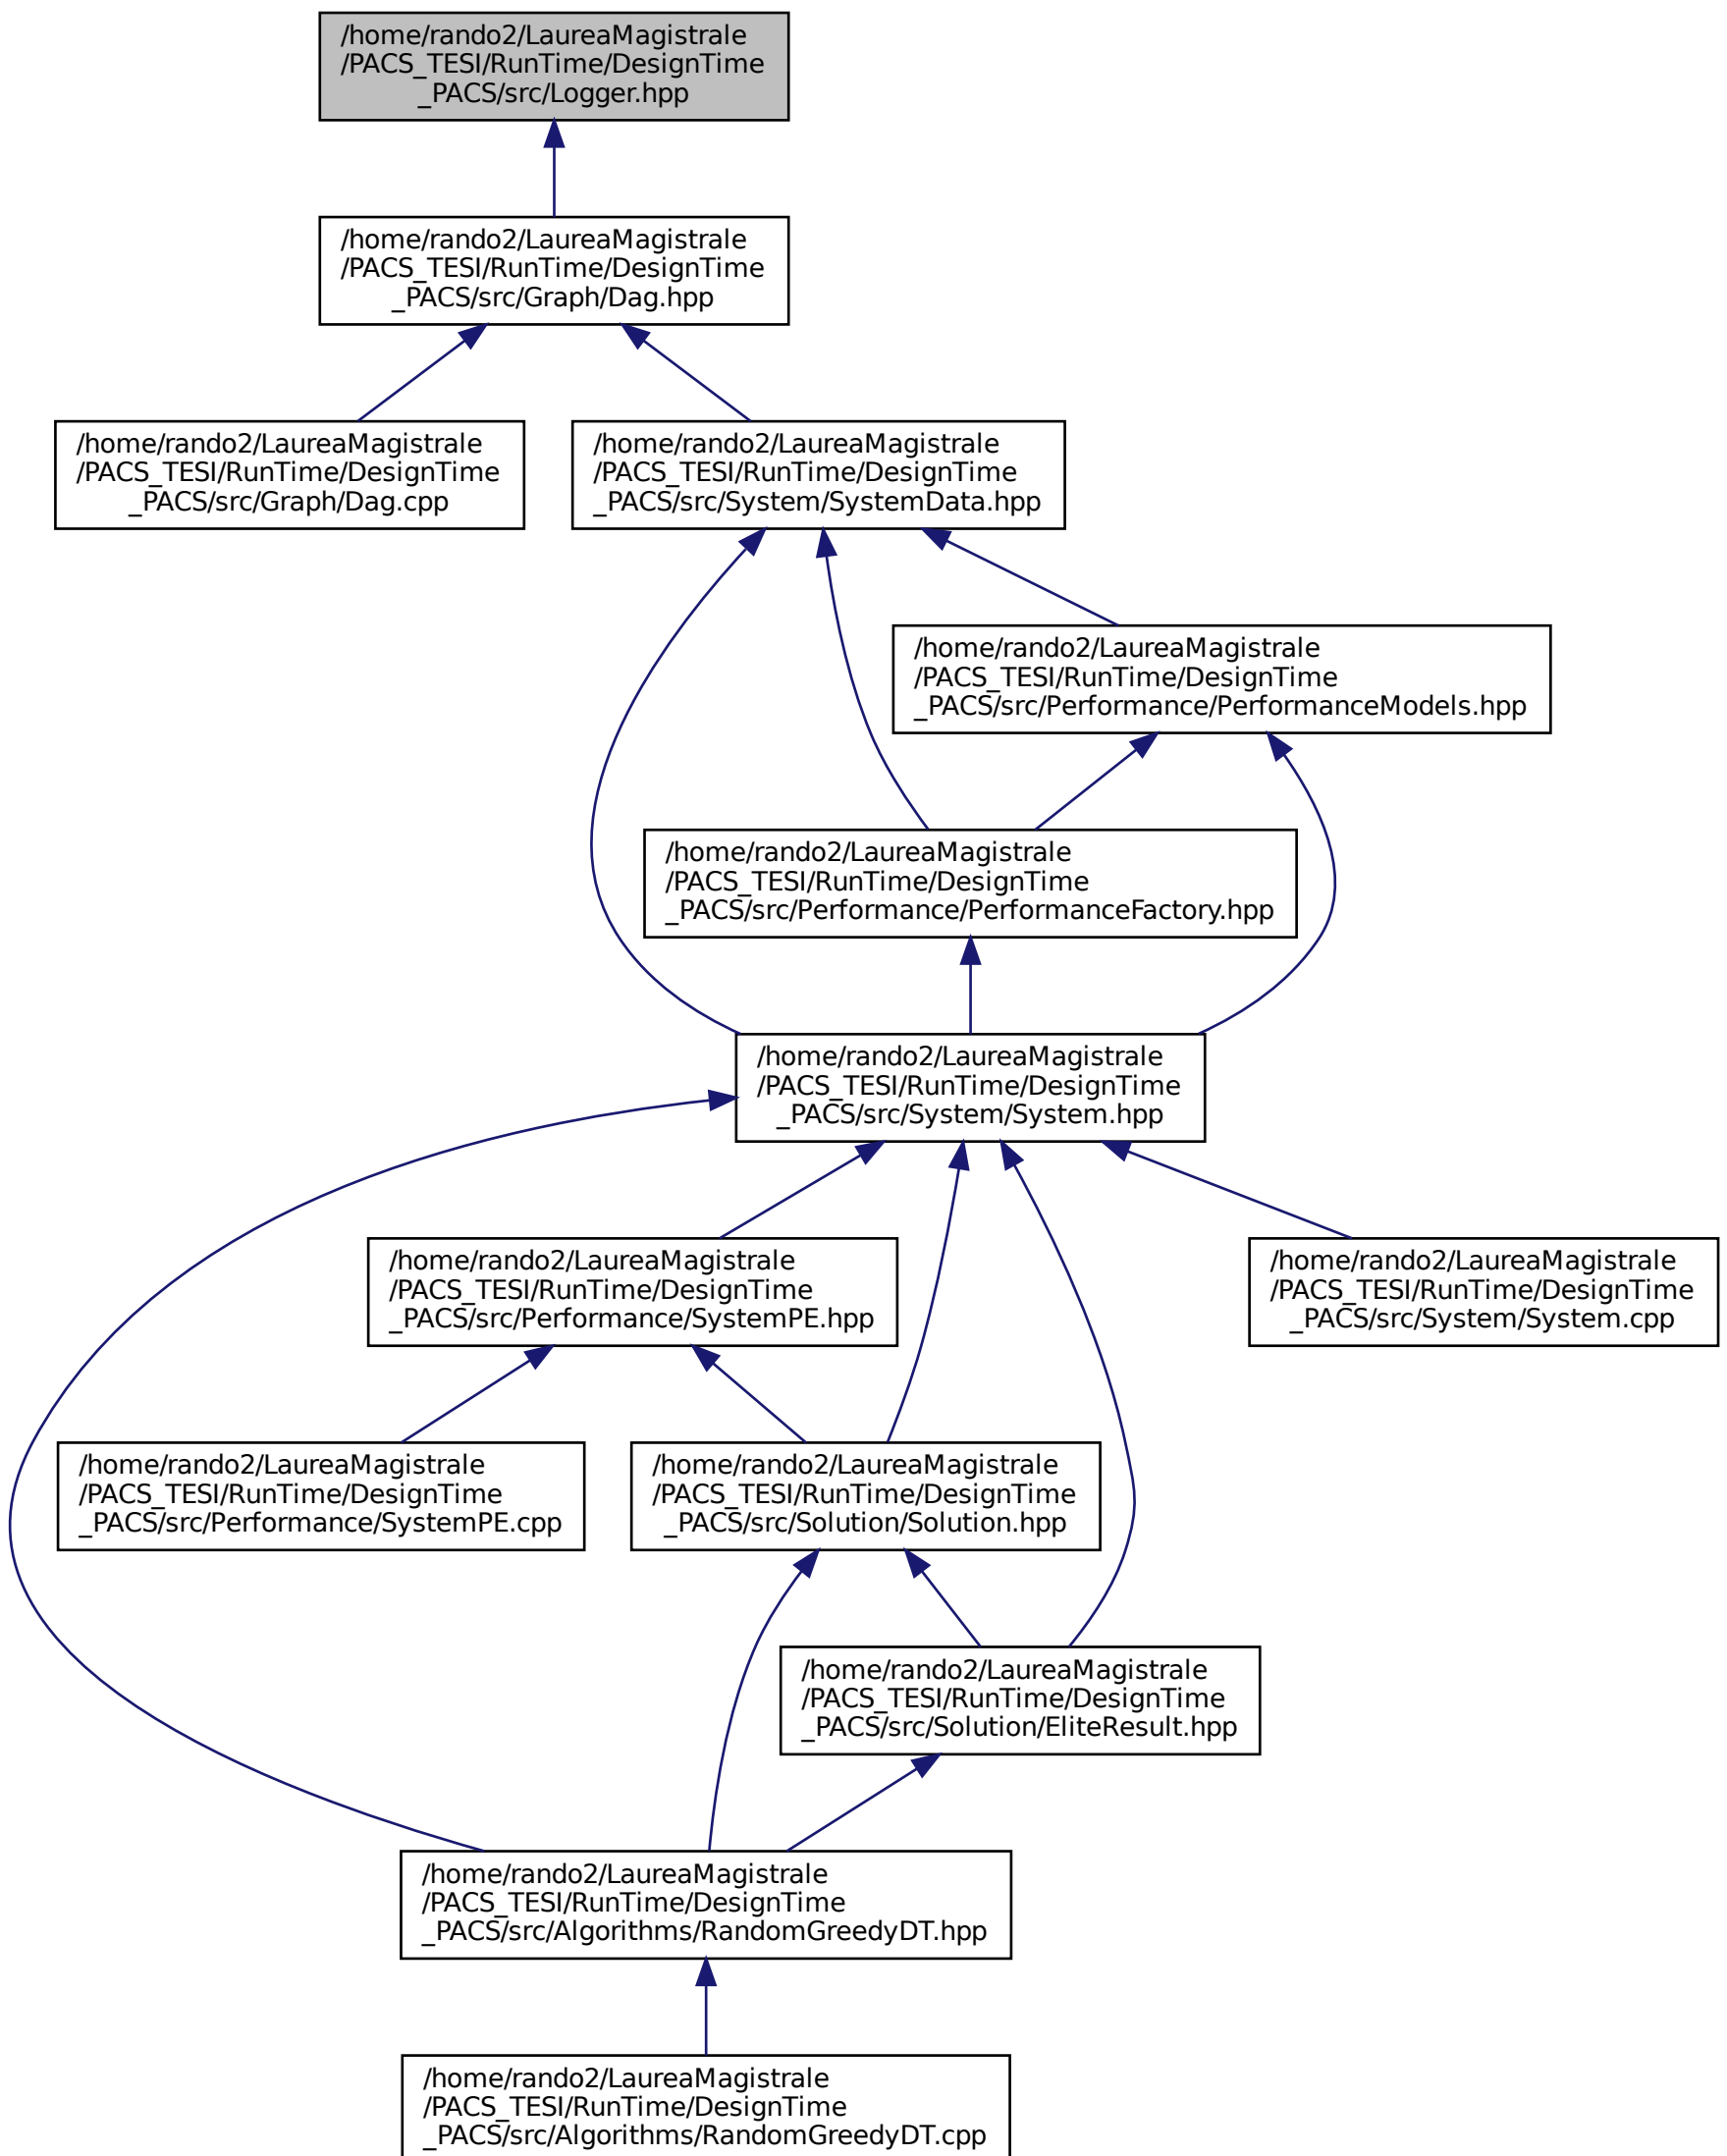 /home/rando2/LaureaMagistrale
/PACS_TESI/RunTime/DesignTime
_PACS/src/Logger.hpp
/home/rando2/LaureaMagistrale
/PACS_TESI/RunTime/DesignTime
_PACS/src/Graph/Dag.hpp
/home/rando2/LaureaMagistrale
/PACS_TESI/RunTime/DesignTime
_PACS/src/Graph/Dag.cpp
/home/rando2/LaureaMagistrale
/PACS_TESI/RunTime/DesignTime
_PACS/src/System/SystemData.hpp
/home/rando2/LaureaMagistrale
/PACS_TESI/RunTime/DesignTime
_PACS/src/Performance/PerformanceModels.hpp
/home/rando2/LaureaMagistrale
/PACS_TESI/RunTime/DesignTime
_PACS/src/Performance/PerformanceFactory.hpp
/home/rando2/LaureaMagistrale
/PACS_TESI/RunTime/DesignTime
_PACS/src/System/System.hpp
/home/rando2/LaureaMagistrale
/PACS_TESI/RunTime/DesignTime
_PACS/src/Performance/SystemPE.hpp
/home/rando2/LaureaMagistrale
/PACS_TESI/RunTime/DesignTime
_PACS/src/System/System.cpp
/home/rando2/LaureaMagistrale
/PACS_TESI/RunTime/DesignTime
_PACS/src/Performance/SystemPE.cpp
/home/rando2/LaureaMagistrale
/PACS_TESI/RunTime/DesignTime
_PACS/src/Solution/Solution.hpp
/home/rando2/LaureaMagistrale
/PACS_TESI/RunTime/DesignTime
_PACS/src/Solution/EliteResult.hpp
/home/rando2/LaureaMagistrale
/PACS_TESI/RunTime/DesignTime
_PACS/src/Algorithms/RandomGreedyDT.hpp
/home/rando2/LaureaMagistrale
/PACS_TESI/RunTime/DesignTime
_PACS/src/Algorithms/RandomGreedyDT.cpp